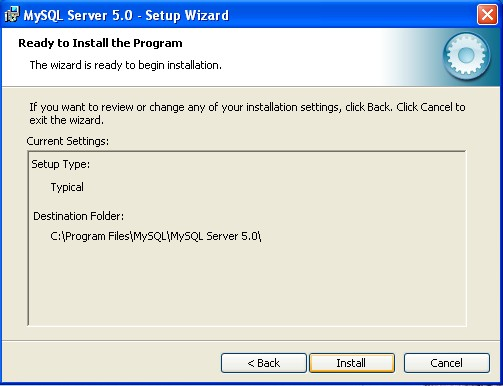 MySQL Server 5.0 - Setup Wizard
Ready to Install the Program
The wizard is ready to begin installation.
If you want to review or change any of your installation settings, click Back. Click Cancel to
exit the wizard.
Current Settings:
Setup Type:
Typical
Destination Folder:
C:\Program Files\MySQL\MySQL Server 5.0\
< Back
Install
Cancel